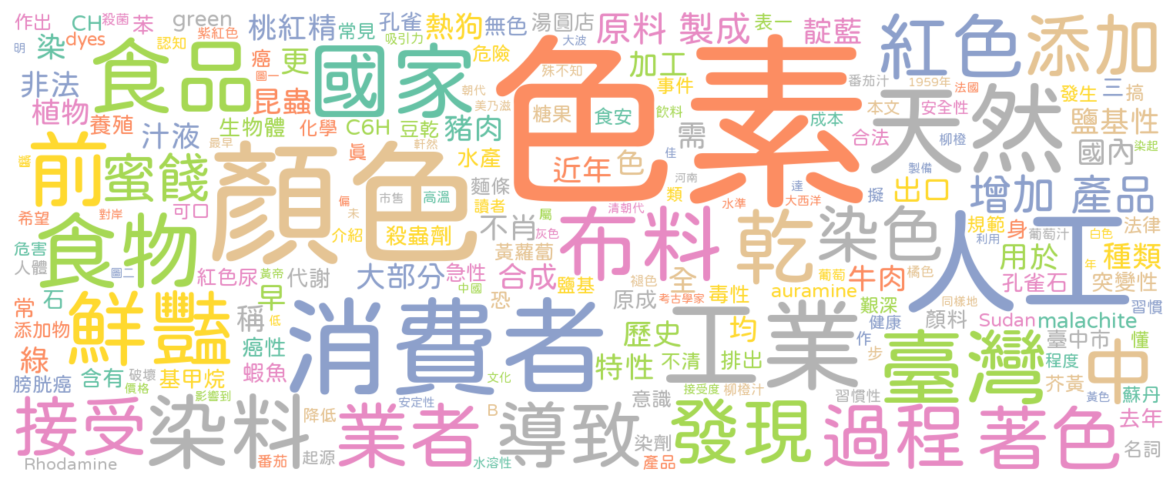 作出 CH 殺菌 苯 green 桃紅精 孔雀 熱狗 無色 湯圓店 原料 製成 表一 靛藍 紅色 添加
明 染 dyes 紫紅色 認知 常見 吸引力 危險 大波 殊不知 加工 番茄汁 1959年 法國
非法 食品 癌 圖一 更 國家 朝代 美乃滋 色素 事件 本文 安全性 發生 三 搞
植物 養殖 昆蟲 生物體 化學 C6H 豆乾 豬肉 糖果 食安 飲料 成本 天然 鹽基性
醬 前 蜜餞 汁液 最早 眞 軒然 水產 近年 色 需 佳 合法 柳橙 國內 染起
顏色 偏 未 市售 高溫 麵條 河南 類 達 大西洋 擬 製備 出口 增加 產品
希望 對岸 可口 介紹 殺蟲劑 讀者 屬 不肖 清朝代 水準 染色 規範 身 葡萄汁 法律
危害 食物 灰色 黃蘿蔔 布料 乾 利用 白色 用於 種類
人體 圖二 紅色尿 黃帝 代謝 大部分 中國 急性 合成 褪色 全 葡萄 牛肉 橘色 人工 年 孔雀石 突變性
常 石 早 低 恐 鹽基 原成 考古學家 毒性 auramine 艱深 同樣地 習慣
添加物 鮮豔 稱 消費者 歷史 均 工業 健康 顏料 Sudan malachite
綠 癌性 特性 不清 排出 作 步 臺灣 臺中市 程度 懂 中
膀胱癌 含有 破壞 基甲烷 蝦魚 文化 接受度 柳橙汁 習慣性 芥黃 黃色 蘇丹
價格 影響到 安定性 意識
接受 染料 降低 業者 B 導致 染劑 發現 過程 著色 去年
Rhodamine 番茄 起源 水溶性 產品 名詞